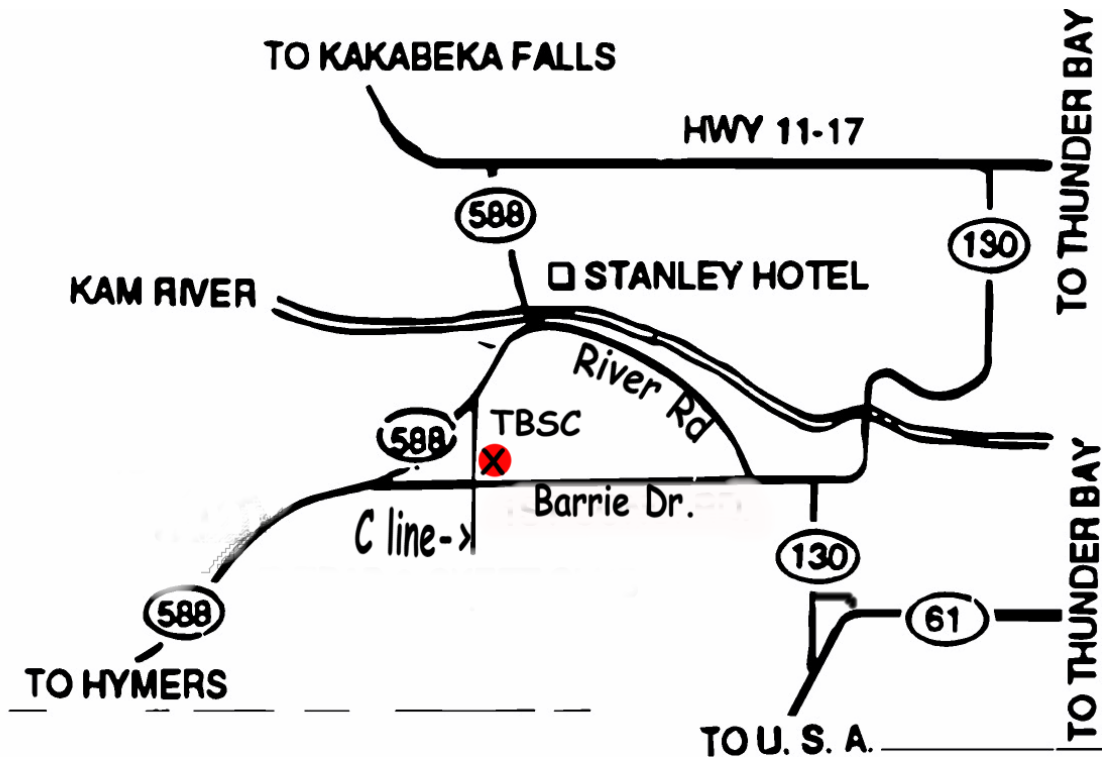 TO KAKABEKA FALLS
HWY 11-17
TO THUNDER BAY
588
130
STANLEY HOTEL
KAM RIVER
River Rd
588
TBSC
X
Barrie Dr.
C line->
130
588
61
TO THUNDER BAY
TO HYMERS
TO U. S. A.